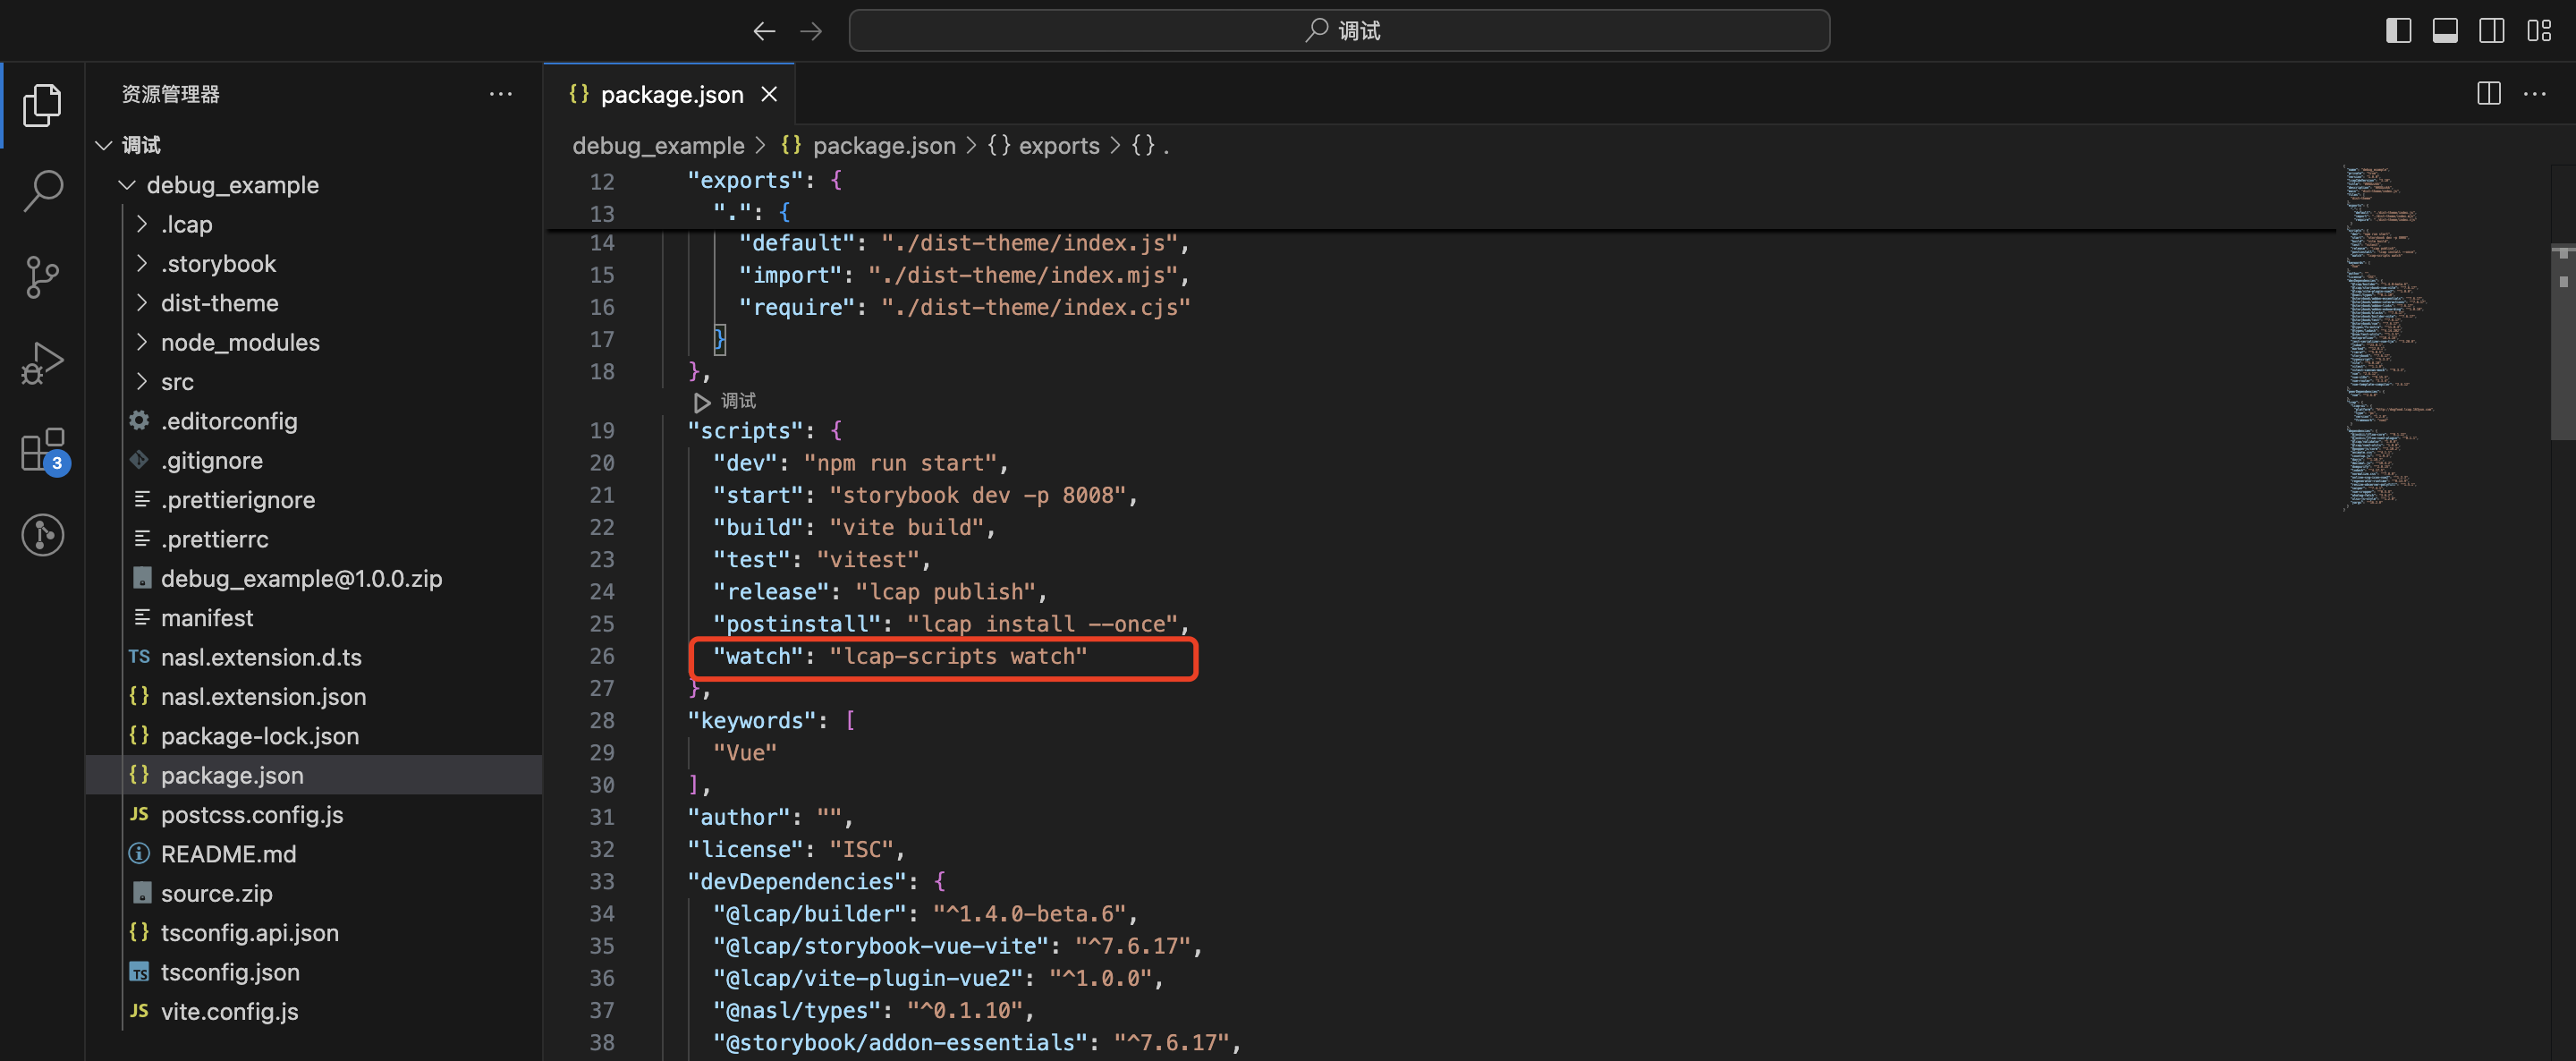 调试
资源管理器
调试
debug_example
.lcap
.storybook
dist-theme
node_modules
src
.editorconfig
.gitignore
.prettierignore
.prettierrc
debug_example@1.0.0.zip
manifest
TS nasl.extension.d.ts
{} nasl.extension.json
{} package-lock.json
{} package.json
JS postcss.config.js
README.md
source.zip
{} tsconfig.api.json
TS tsconfig.json
JS vite.config.js
3
{} package.json
debug_example > {} package.json > {} exports > {} .
12 "exports": {
13 ".": {
14 "default": "./dist-theme/index.js",
15 "import": "./dist-theme/index.mjs",
16 "require": "./dist-theme/index.cjs"
17 }
18 },
调试
19 "scripts": {
20 "dev": "npm run start",
21 "start": "storybook dev -p 8008",
22 "build": "vite build",
23 "test": "vitest",
24 "release": "lcap publish",
25 "postinstall": "lcap install --once",
26 "watch": "lcap-scripts watch"
27 },
28 "keywords": [
29 "Vue"
30 ],
31 "author": "",
32 "license": "ISC",
33 "devDependencies": {
34 "@lcap/builder": "^1.4.0-beta.6",
35 "@lcap/storybook-vue-vite": "^7.6.17",
36 "@lcap/vite-plugin-vue2": "^1.0.0",
37 "@nasl/types": "^0.1.10",
38 "@storybook/addon-essentials": "^7.6.17",